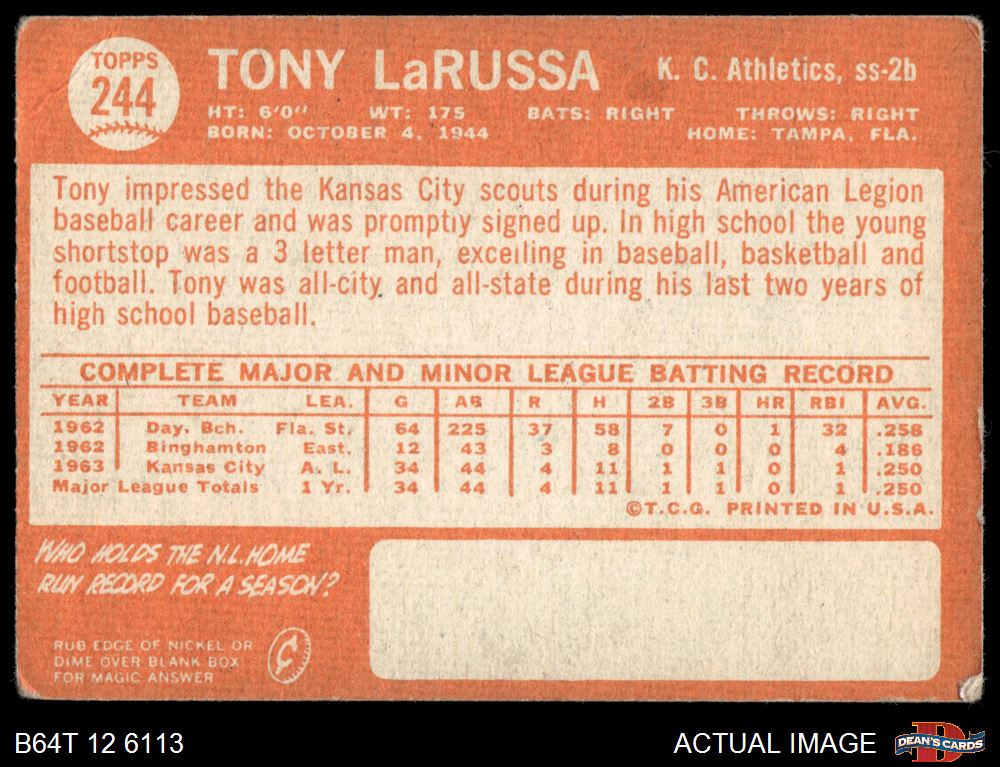 TOPPS
244
TONY LaRUSSA
K. C. Athletics, ss-2b
HT: 6'0" WT: 175 BATS: RIGHT THROWS: RIGHT
BORN: OCTOBER 4, 1944 HOME: TAMPA, FLA.
Tony impressed the Kansas City scouts during his American Legion
baseball career and was promptly signed up. In high school the young
shortstop was a 3 letter man, excelling in baseball, basketball and
football. Tony was all-city and all-state during his last two years of
high school baseball.
COMPLETE MAJOR AND MINOR LEAGUE BATTING RECORD
YEAR TEAM LEA. G AB R H 2B 3B HR RBI AVG.
1962 Day. Bch. Fla. St. 64 225 37 58 7 0 1 32 .258
1962 Binghamton East. 12 43 3 8 0 0 0 4 .186
1963 Kansas City A. L. 34 44 4 11 1 1 0 1 .250
Major League Totals 1 Yr. 34 44 4 11 1 1 0 1 .250
©T.C.G. PRINTED IN U.S.A.
WHO HOLDS THE N.L. HOME
RUN RECORD FOR A SEASON?
RUB EDGE OF NICKEL OR
DIME OVER BLANK BOX
FOR MAGIC ANSWER
¢
B64T 12 6113
ACTUAL IMAGE
D
DEAN'S CARDS